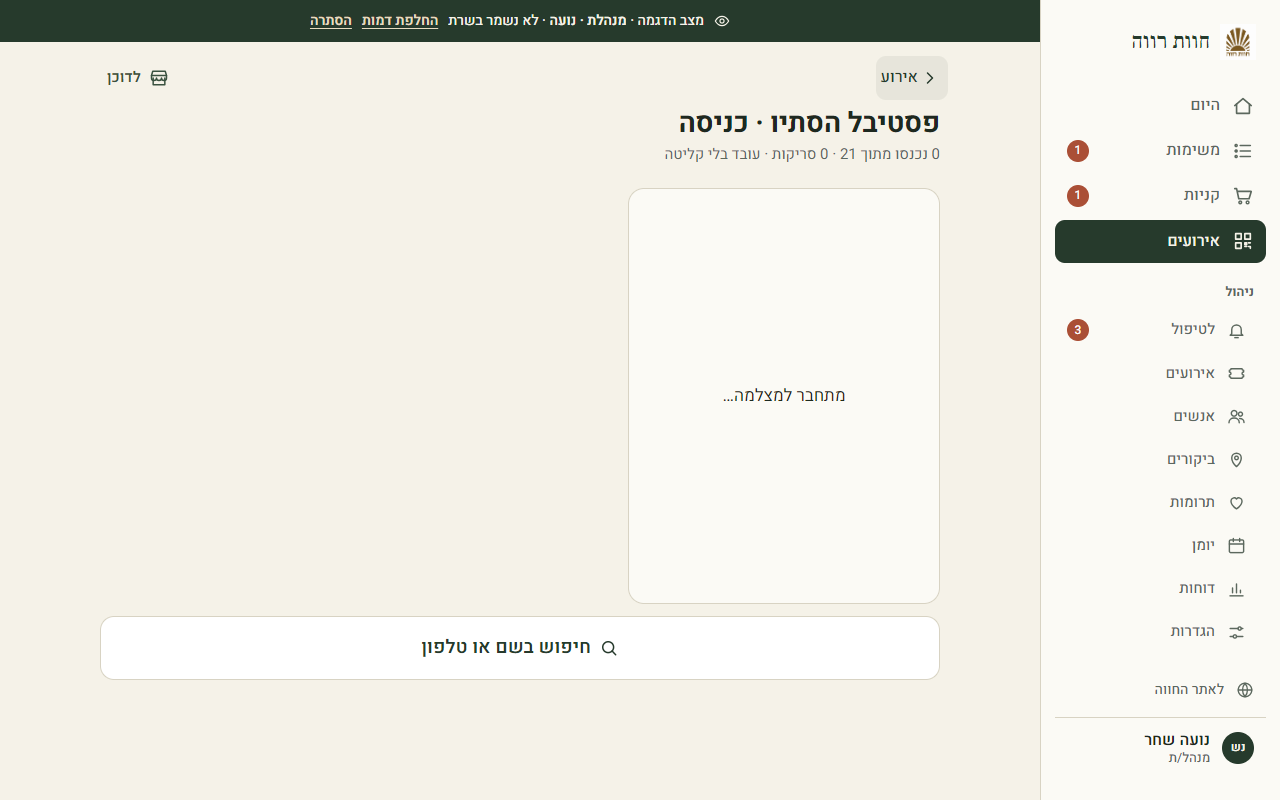 מצב הדגמה · מנהלת · נועה · לא נשמר בשרת החלפת דמות הסתרה
חוות רווה
היום
משימות 1
קניות 1
אירועים
ניהול
לטיפול 3
אירועים
אנשים
ביקורים
תרומות
יומן
דוחות
הגדרות
לאתר החווה
נש
נועה שחר
מנהל/ת
אירוע
לדוכן
פסטיבל הסתיו · כניסה
0 נכנסו מתוך 21 · 0 סריקות · עובד בלי קליטה
מתחבר למצלמה...
חיפוש בשם או טלפון